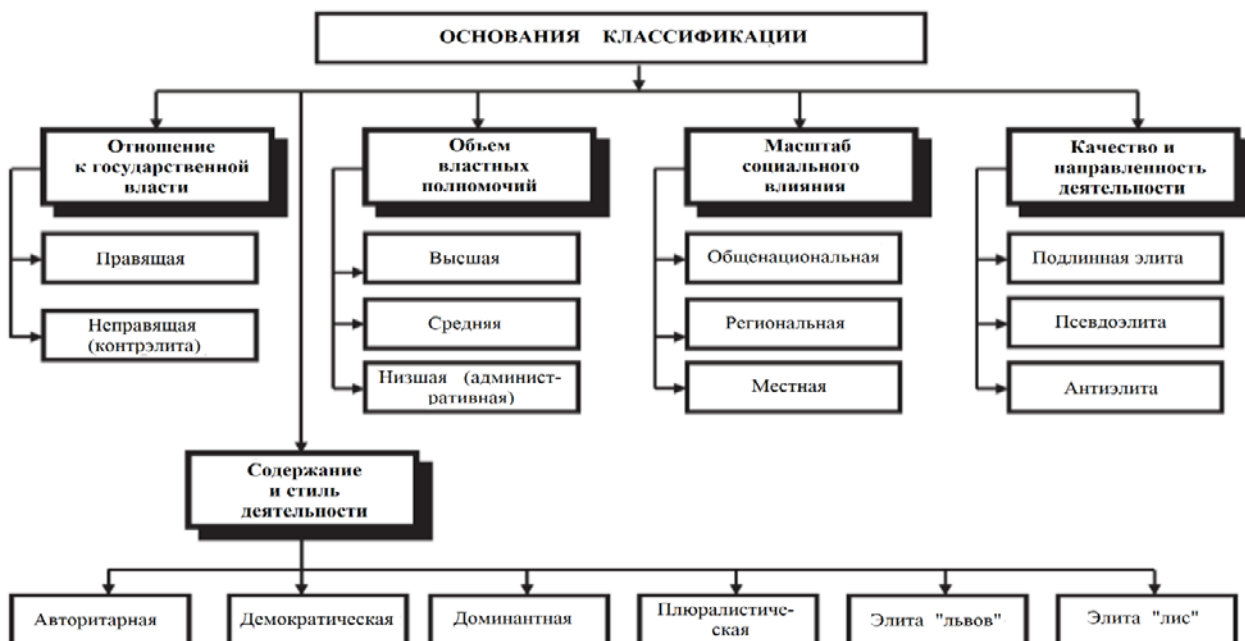 ОСНОВАНИЯ КЛАССИФИКАЦИИ
Отношение
к государственной
власти
Правящая
Неправящая
(контрэлита)
Объем
властных
полномочий
Высшая
Средняя
Низшая (админист-
ративная)
Масштаб
социального
влияния
Общенациональная
Региональная
Местная
Качество и
направленность
деятельности
Подлинная элита
Псевдоэлита
Антиэлита
Содержание
и стиль
деятельности
Авторитарная
Демократическая
Доминантная
Плюралистиче-
ская
Элита "львов"
Элита "лис"